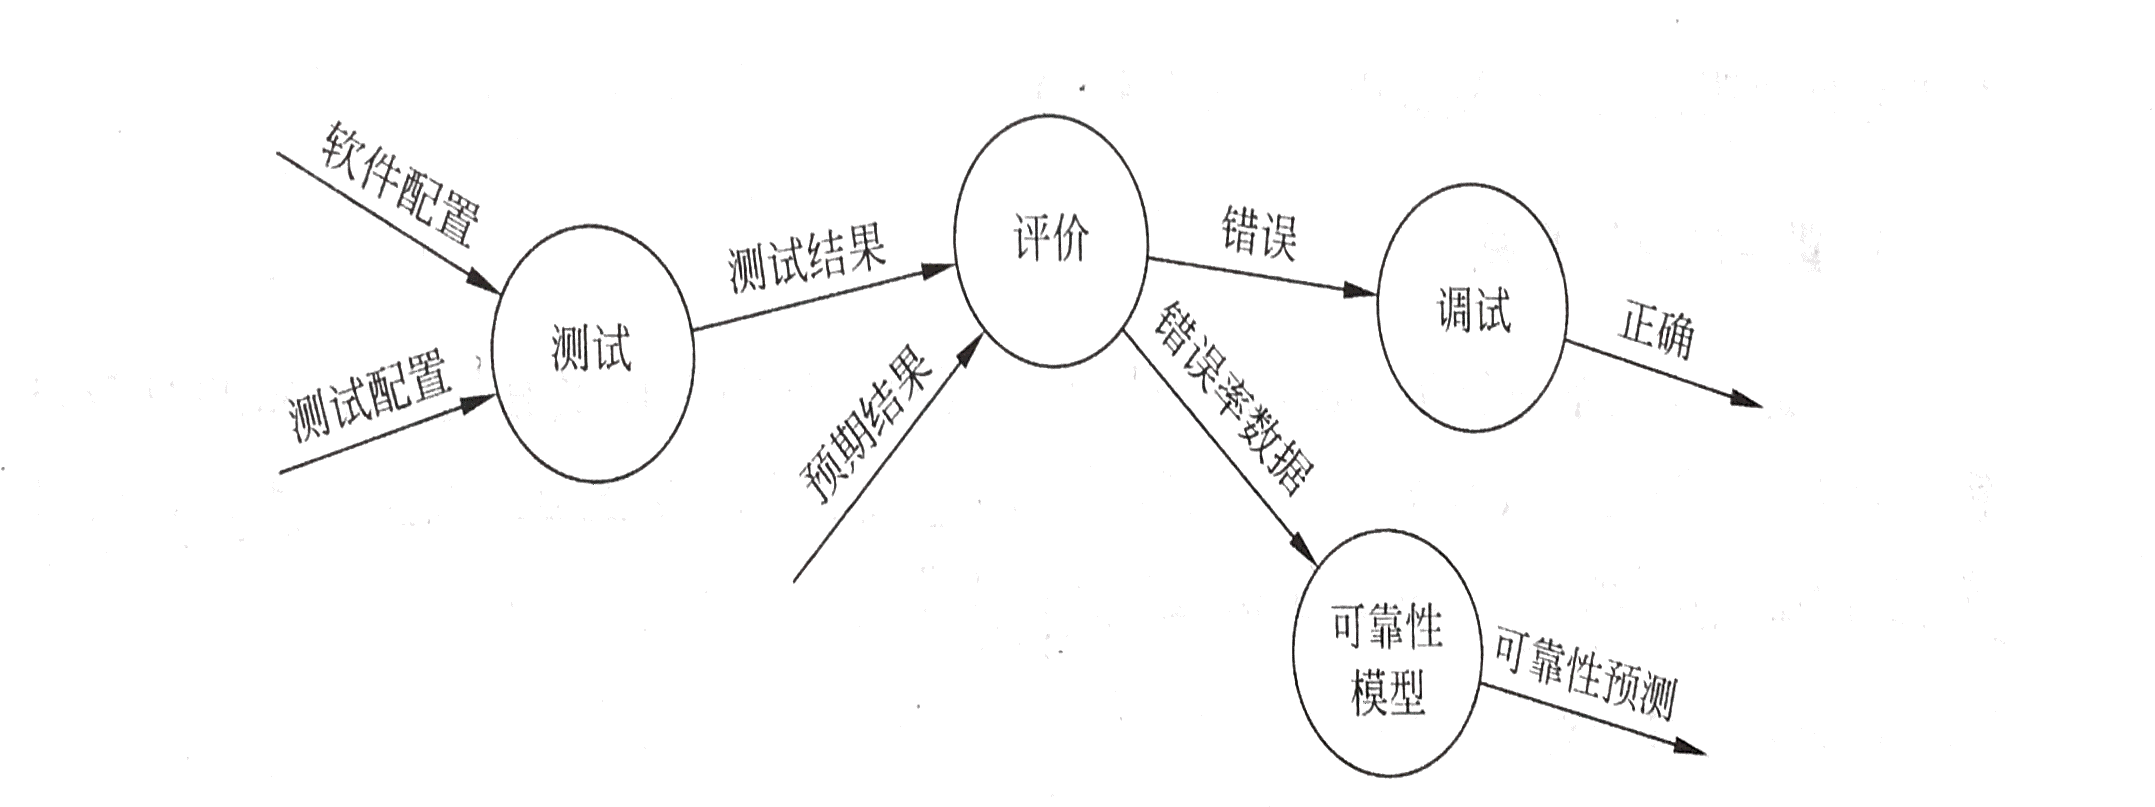 软件配置
测试配置
测试
测试结果
预期结果
评价
错误
错误率数据
调试
正确
可靠性
模型
可靠性预测